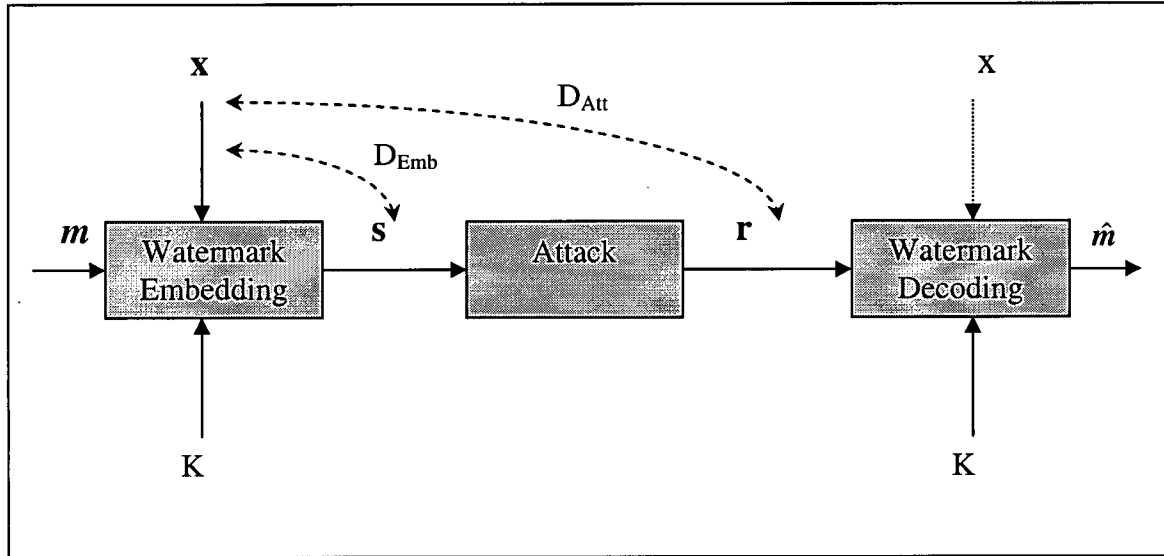 x
x
D_Att
D_Emb
m
Watermark
Embedding
s
Attack
r
Watermark
Decoding
m̂
K
K